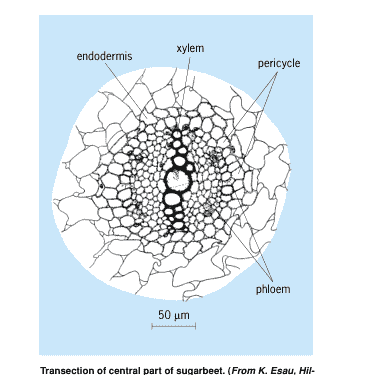 xylem
endodermis
pericycle
phloem
50 µm
Transection of central part of sugarbeet. (From K. Esau, Hil-